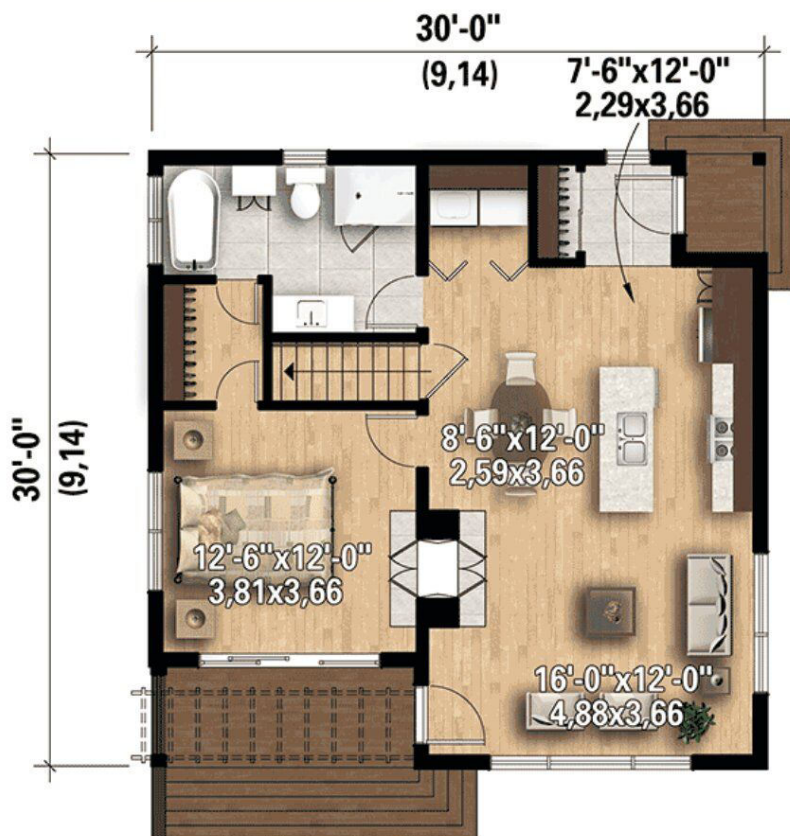 30'-0"
(9,14)
7'-6"x12'-0"
2,29x3,66
30'-0"
(9,14)
8'-6"x12'-0"
2,59x3,66
12'-6"x12'-0"
3,81x3,66
16'-0"x12'-0"
4,88x3,66